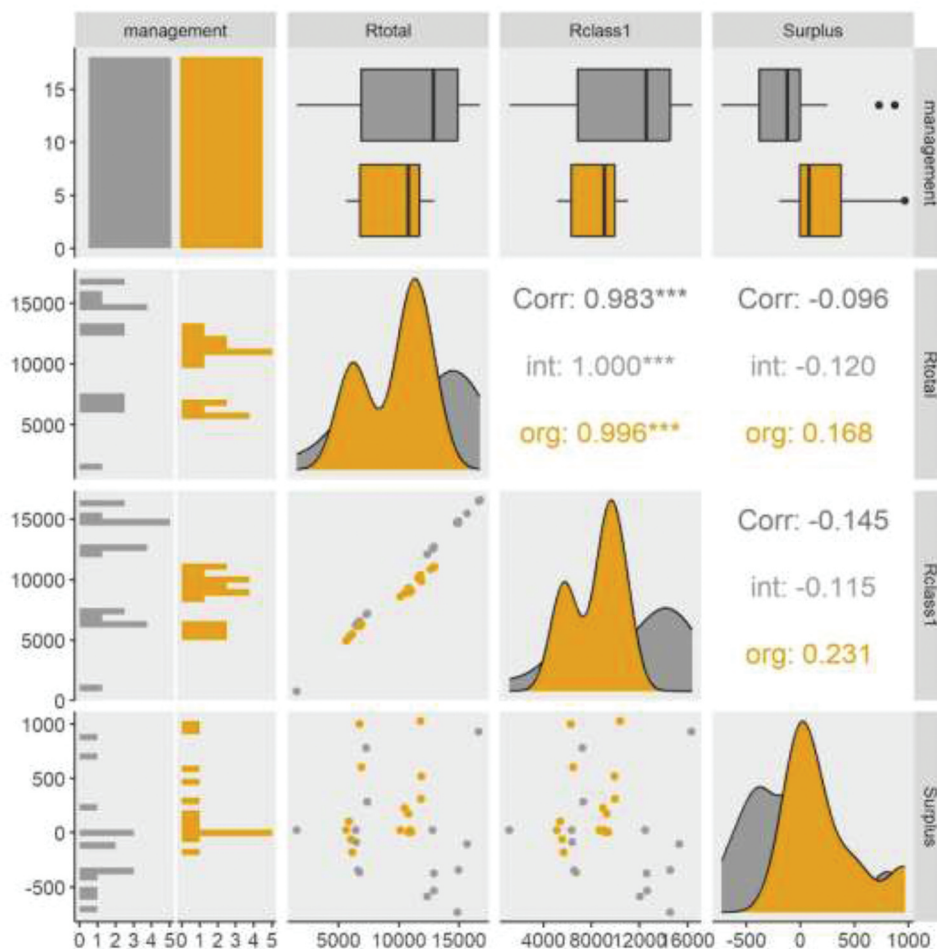 management Rtotal Rclass1 Surplus
15
10
5
0
management
15000
10000
5000
Corr: 0.983***
int: 1.000***
org: 0.996***
Corr: -0.096
int: -0.120
org: 0.168
Rtotal
15000
10000
5000
0
Corr: -0.145
int: -0.115
org: 0.231
Rclass1
1000
500
0
-500
Surplus
0 1 2 3 4 5 0 1 2 3 4 5
5000 10000 15000
4000 8000 12000 16000
-500 0 500 1000